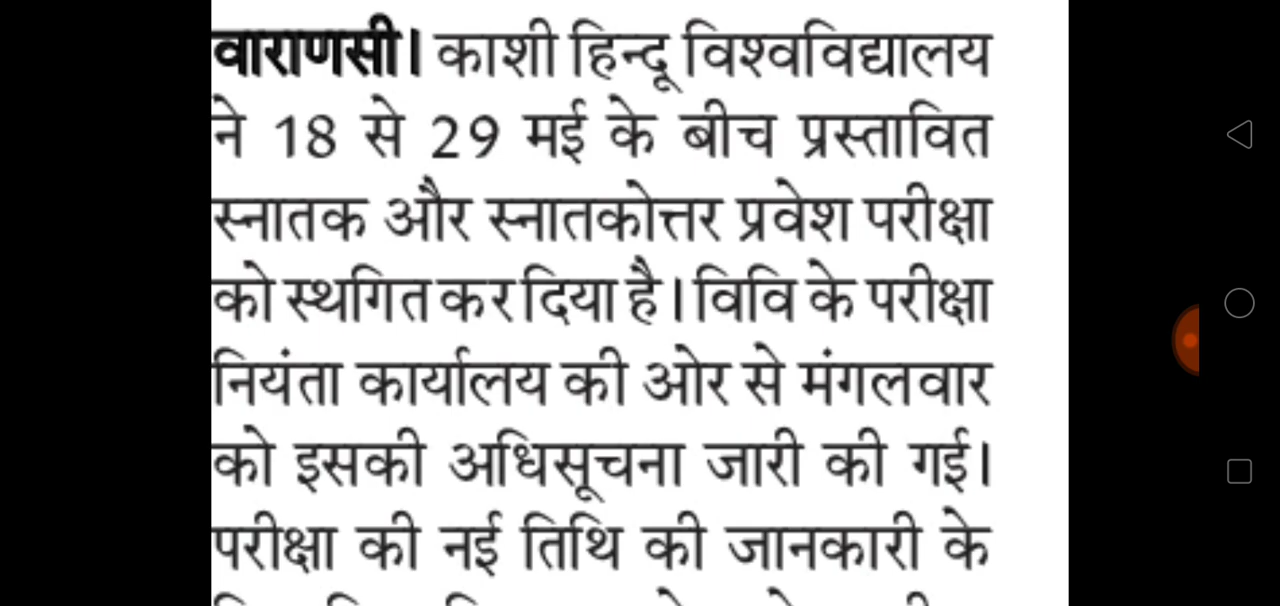 वाराणसी। काशी हिन्दू विश्वविद्यालय
ने 18 से 29 मई के बीच प्रस्तावित
स्नातक और स्नातकोत्तर प्रवेश परीक्षा
को स्थगित कर दिया है। विवि के परीक्षा
नियंता कार्यालय की ओर से मंगलवार
को इसकी अधिसूचना जारी की गई।
परीक्षा की नई तिथि की जानकारी के